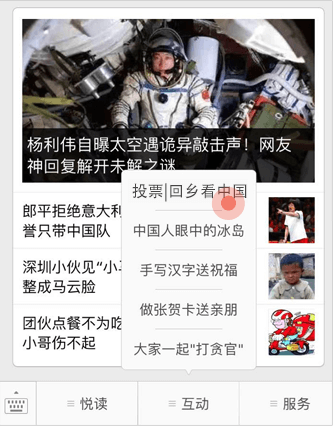 杨利伟自曝太空遇诡异敲击声！网友
神回复解开未解之谜
郎平拒绝意大利
誉只带中国队
深圳小伙见“小马
整成马云脸
团伙点餐不为吃
小哥伤不起
投票|回乡看中国
中国人眼中的冰岛
手写汉字送祝福
做张贺卡送亲朋
大家一起"打贪官"
悦读
互动
服务